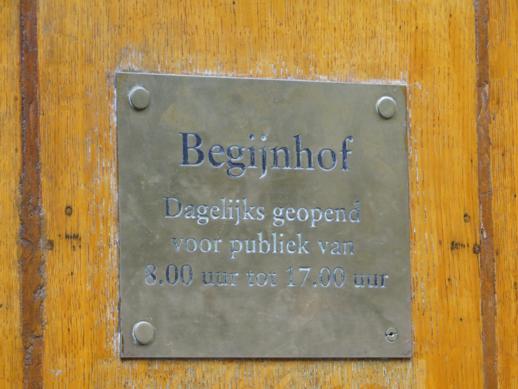 Begijnhof
Dagelijks geopend
voor publiek van
8.00 uur tot 17.00 uur